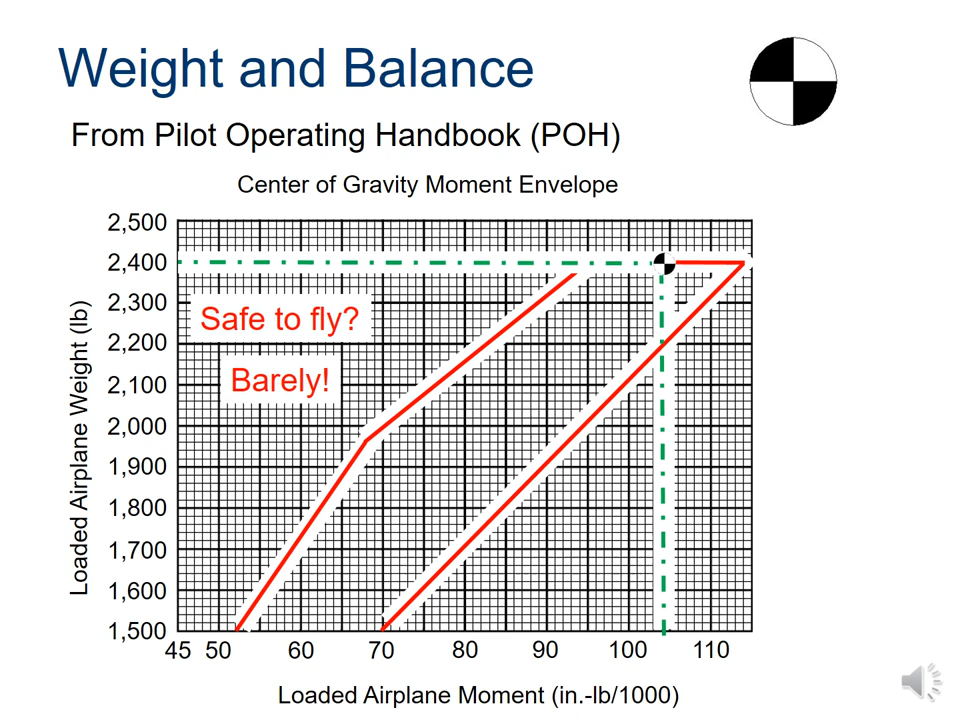 Weight and Balance
From Pilot Operating Handbook (POH)
Center of Gravity Moment Envelope
2,500
2,400
2,300
Safe to fly?
2,200
Barely!
2,100
2,000
1,900
1,800
1,700
1,600
1,500
Loaded Airplane Weight (lb)
45 50 60 70 80 90 100 110
Loaded Airplane Moment (in.-lb/1000)